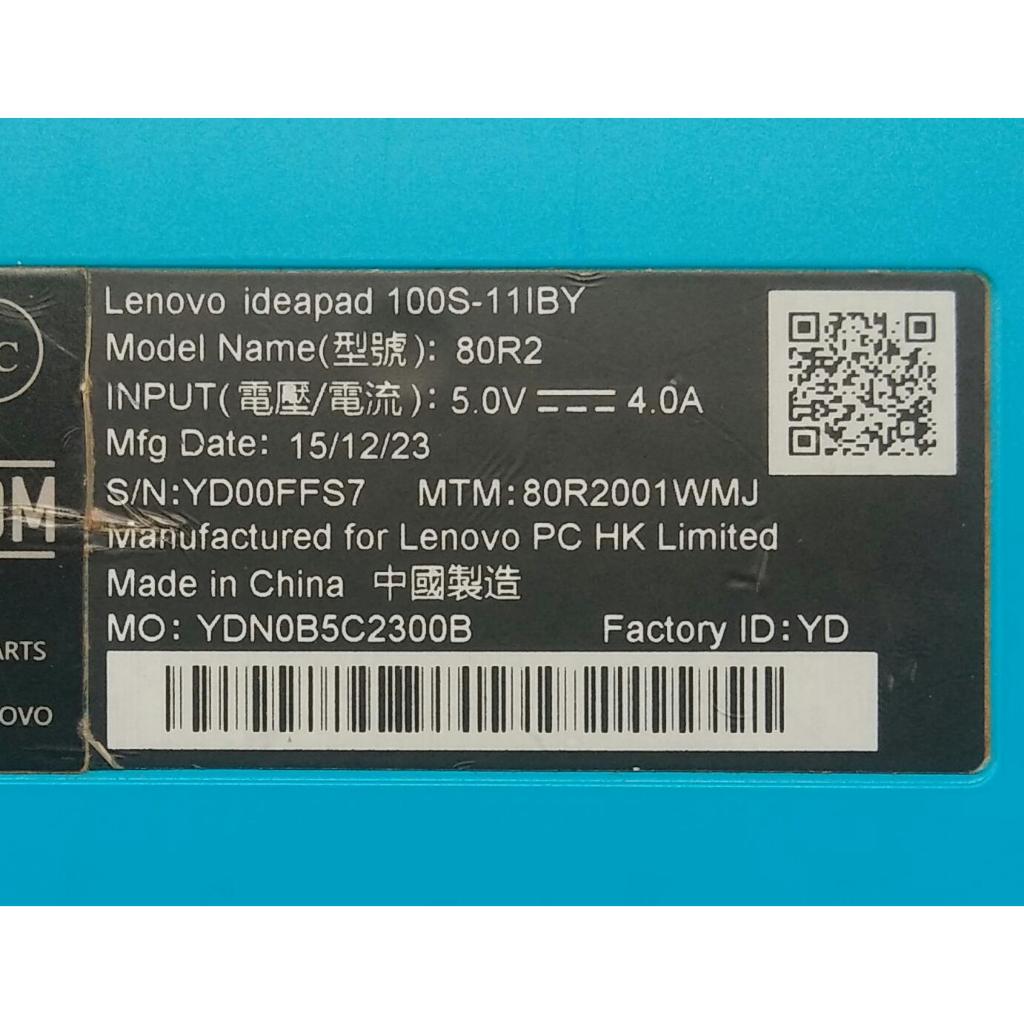 Lenovo ideapad 100S-11IBY
Model Name(型號): 80R2
INPUT(電壓/電流): 5.0V 4.0A
Mfg Date: 15/12/23
S/N:YD00FFS7 MTM:80R2001WMJ
Manufactured for Lenovo PC HK Limited
Made in China 中國製造
MO: YDN0B5C2300B Factory ID:YD